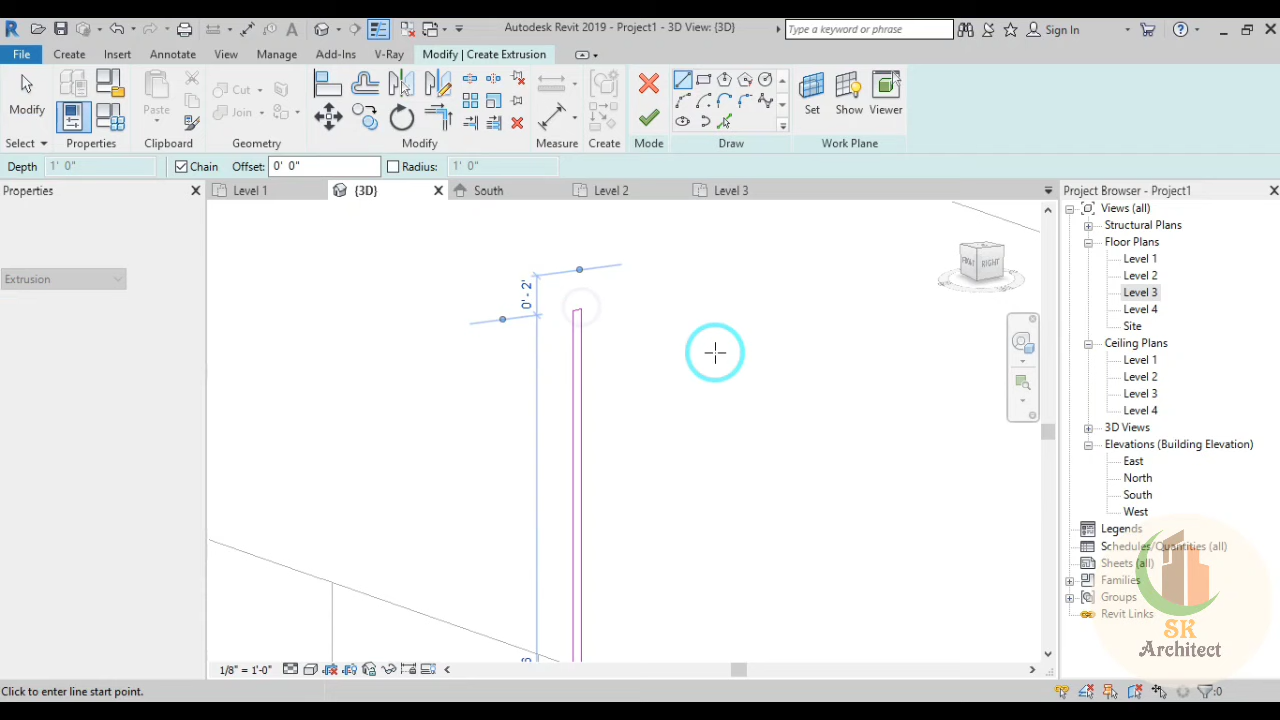 Autodesk Revit 2019 - Project1 - 3D View: {3D}
Type a keyword or phrase
Sign In
File
Create
Insert
Annotate
View
Manage
Add-Ins
V-Ray
Modify | Create Extrusion
Modify
Paste
Cut
Join
Set
Show
Viewer
Select
Properties
Clipboard
Geometry
Modify
Measure
Create
Mode
Draw
Work Plane
Depth
1' 0"
Chain
Offset:
0' 0"
Radius:
1' 0"
Properties
Level 1
{3D}
South
Level 2
Level 3
Project Browser - Project1
Extrusion
0' - 2'
FRONT
RIGHT
Views (all)
Structural Plans
Floor Plans
Level 1
Level 2
Level 3
Level 4
Site
Ceiling Plans
Level 1
Level 2
Level 3
Level 4
3D Views
Elevations (Building Elevation)
East
North
South
West
Legends
Schedules/Quantities (all)
Sheets (all)
Families
Groups
Revit Links
SK
Architect
1/8" = 1'-0"
Click to enter line start point.
:0